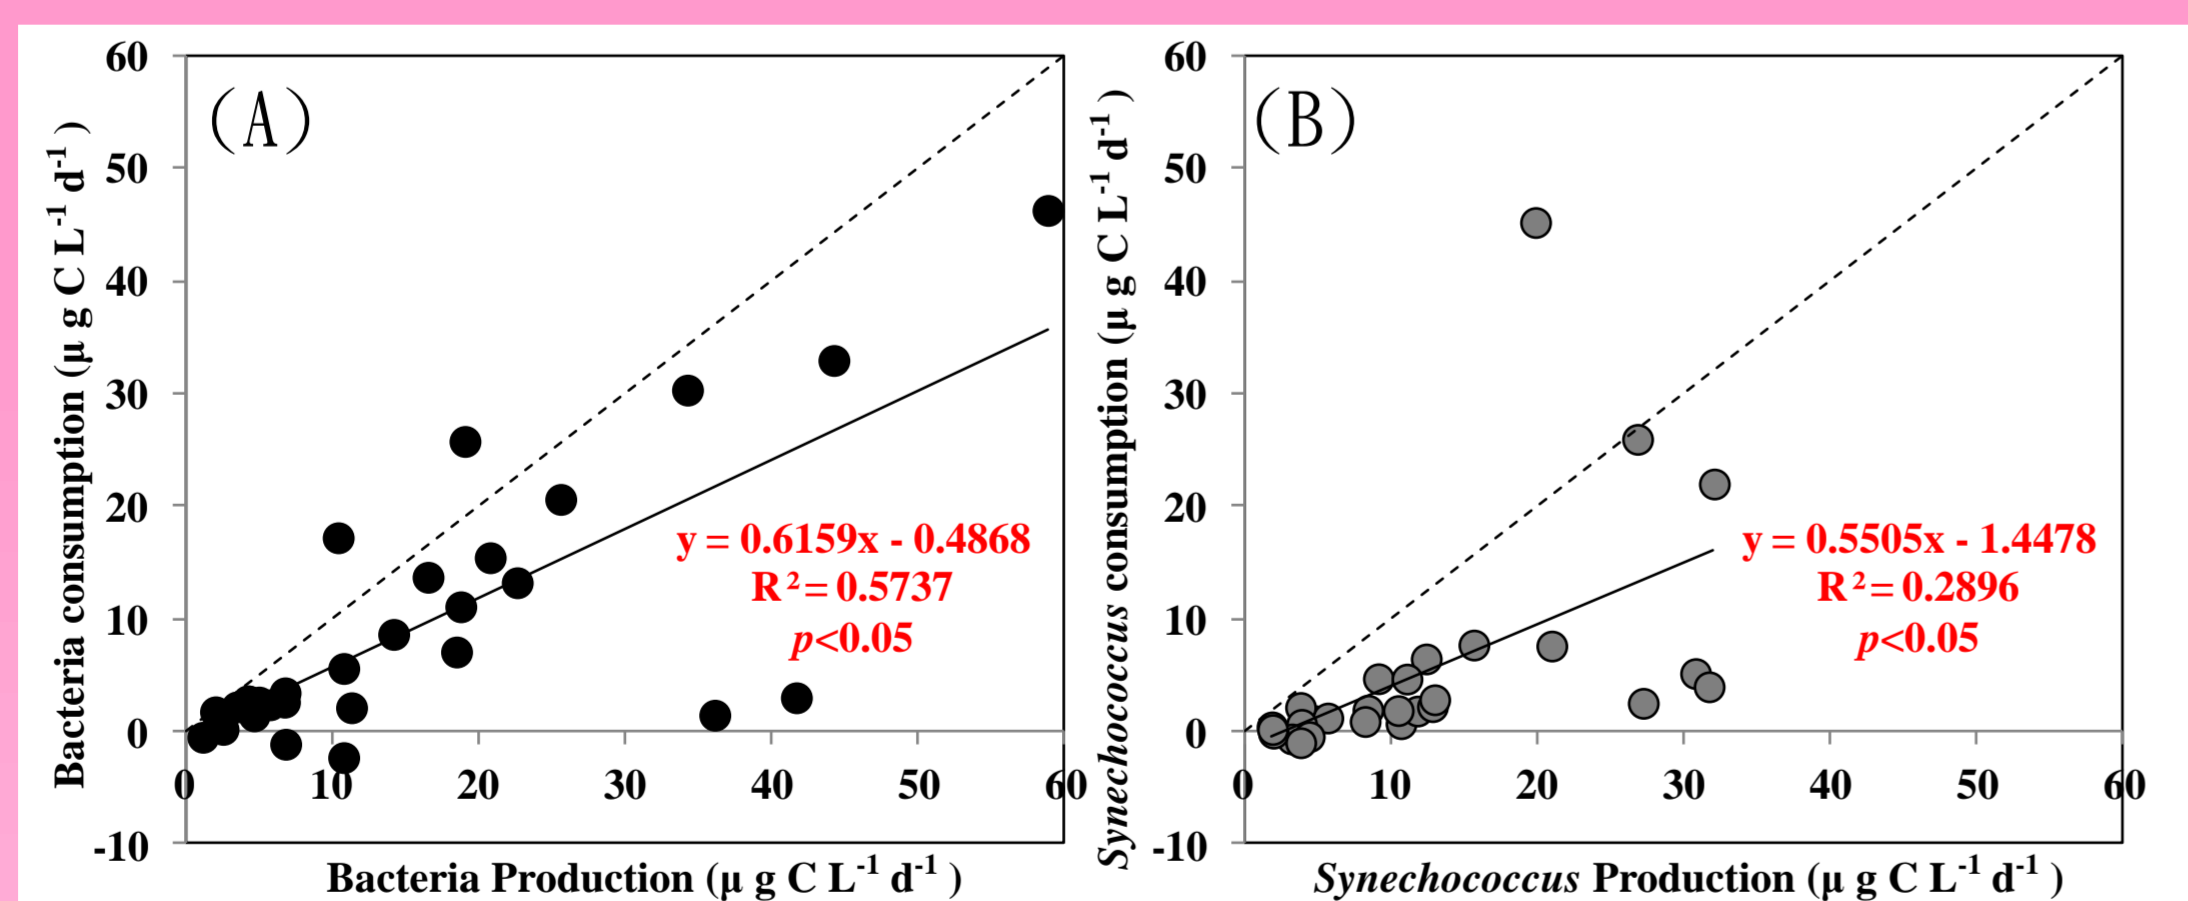 (A)
60
50
40
30
20
10
0
-10
0 10 20 30 40 50 60
Bacteria consumption (μ g C L⁻¹ d⁻¹ )
Bacteria Production (μ g C L⁻¹ d⁻¹ )
y = 0.6159x - 0.4868
R² = 0.5737
p<0.05
(B)
60
50
40
30
20
10
0
-10
0 10 20 30 40 50 60
Synechococcus consumption (μ g C L⁻¹ d⁻¹ )
Synechococcus Production (μ g C L⁻¹ d⁻¹ )
y = 0.5505x - 1.4478
R² = 0.2896
p<0.05